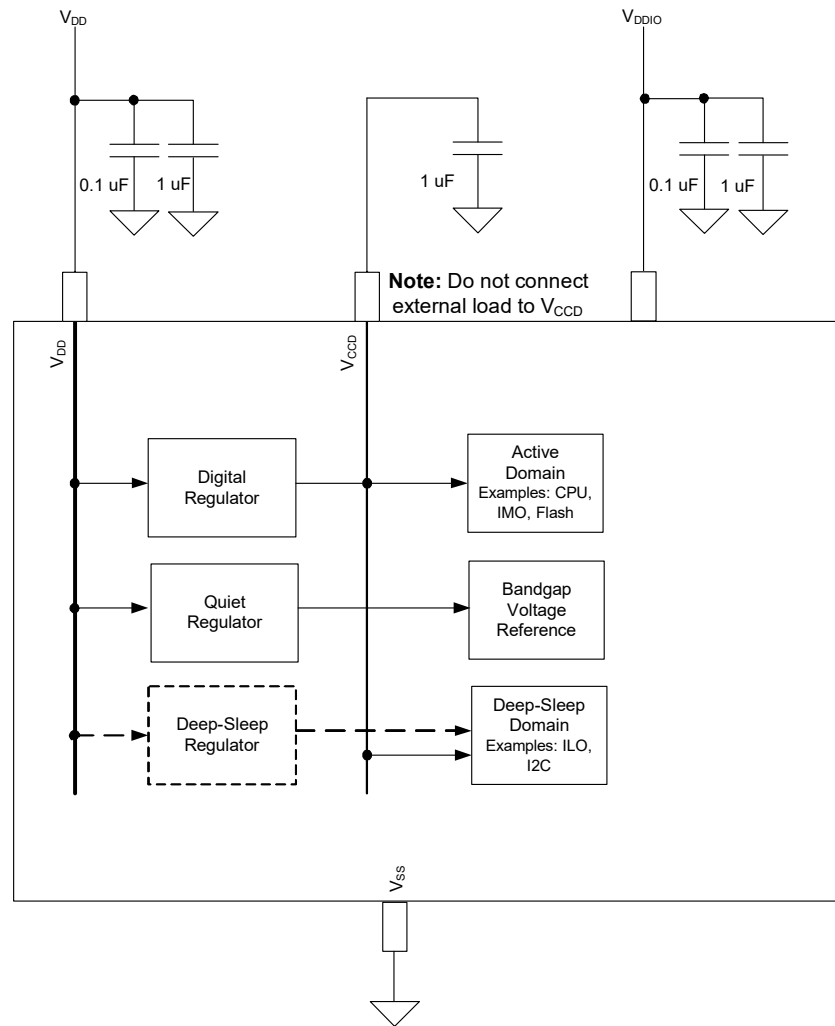 VDD
VDDIO
0.1 uF
1 uF
1 uF
0.1 uF
1 uF
Note: Do not connect
external load to VCCD
VDD
VCCD
Digital
Regulator
Active
Domain
Examples: CPU,
IMO, Flash
Quiet
Regulator
Bandgap
Voltage
Reference
Deep-Sleep
Regulator
Deep-Sleep
Domain
Examples: ILO,
I2C
VSS